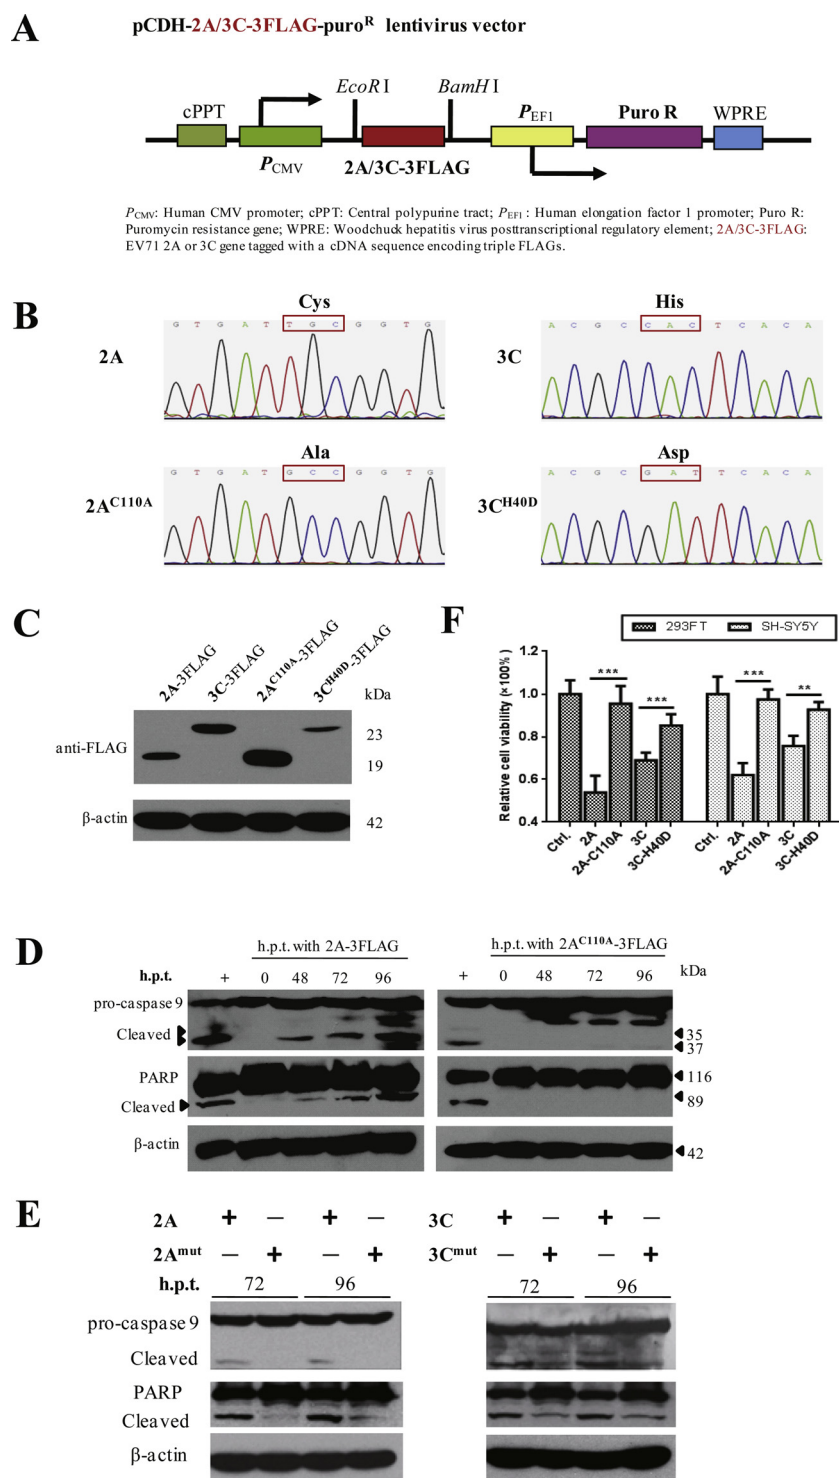 A
pCDH-2A/3C-3FLAG-puroR lentivirus vector
EcoR I
BamH I
cPPT
PCMV
2A/3C-3FLAG
PEF1
Puro R
WPRE
PCMV: Human CMV promoter; cPPT: Central polypurine tract; PEF1 : Human elongation factor 1 promoter; Puro R:
Puromycin resistance gene; WPRE: Woodchuck hepatitis virus posttranscriptional regulatory element; 2A/3C-3FLAG:
EV71 2A or 3C gene tagged with a cDNA sequence encoding triple FLAGs.
B
Cys
2A
G T G A T T G C G G T G
His
3C
A C G C C A C T C A C A
Ala
2AC110A
G T G A T G C C G G T G
Asp
3CH40D
A C G C G A T T C A C A
C
2A-3FLAG
3C-3FLAG
2AC110A-3FLAG
3CH40D-3FLAG
kDa
anti-FLAG
23
19
β-actin
42
F
293FT
SH-SY5Y
Relative cell viability (×100%)
1.2
1.0
0.8
0.6
0.4
*** *** *** **
Ctrl. 2A 2A-C110A 3C 3C-H40D
Ctrl. 2A 2A-C110A 3C 3C-H40D
D
h.p.t. with 2A-3FLAG
h.p.t. with 2AC110A-3FLAG
h.p.t. + 0 48 72 96
+ 0 48 72 96 kDa
pro-caspase 9
Cleaved
35
37
PARP
116
Cleaved
89
β-actin
42
E
2A + − + −
2Amut − + − +
h.p.t. 72 96
3C + − + −
3Cmut − + − +
72 96
pro-caspase 9
Cleaved
PARP
Cleaved
β-actin